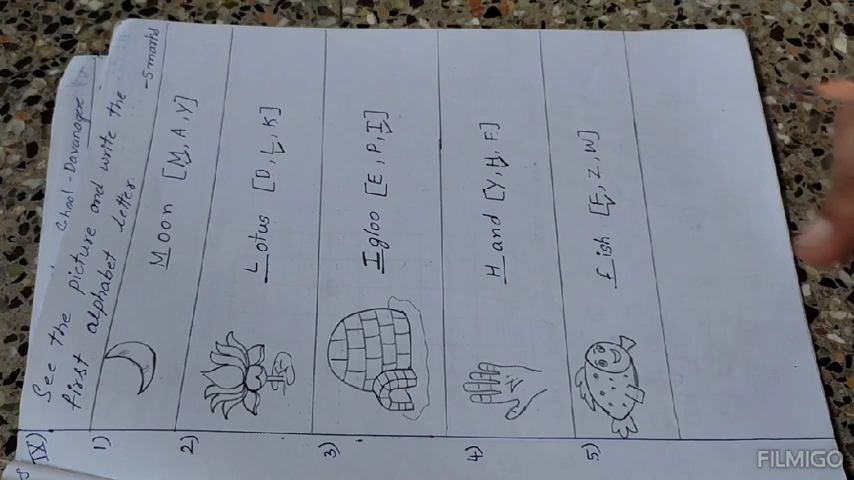 chool - Davanagere
IX) See the picture and write the
first alphabet letter. -5 marks
1) Moon [M, A, Y]
2) Lotus [D, L, K]
3) Igloo [E, P, I]
4) Hand [Y, H, F]
5) fish [F, Z, W]
FILMIGO